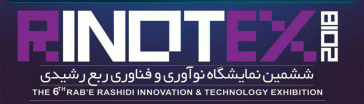 RINOTEX 2018
ششمین نمایشگاه نوآوری و فناوری ربع رشیدی
THE 6TH RAB'E RASHIDI INNOVATION & TECHNOLOGY EXHIBITION